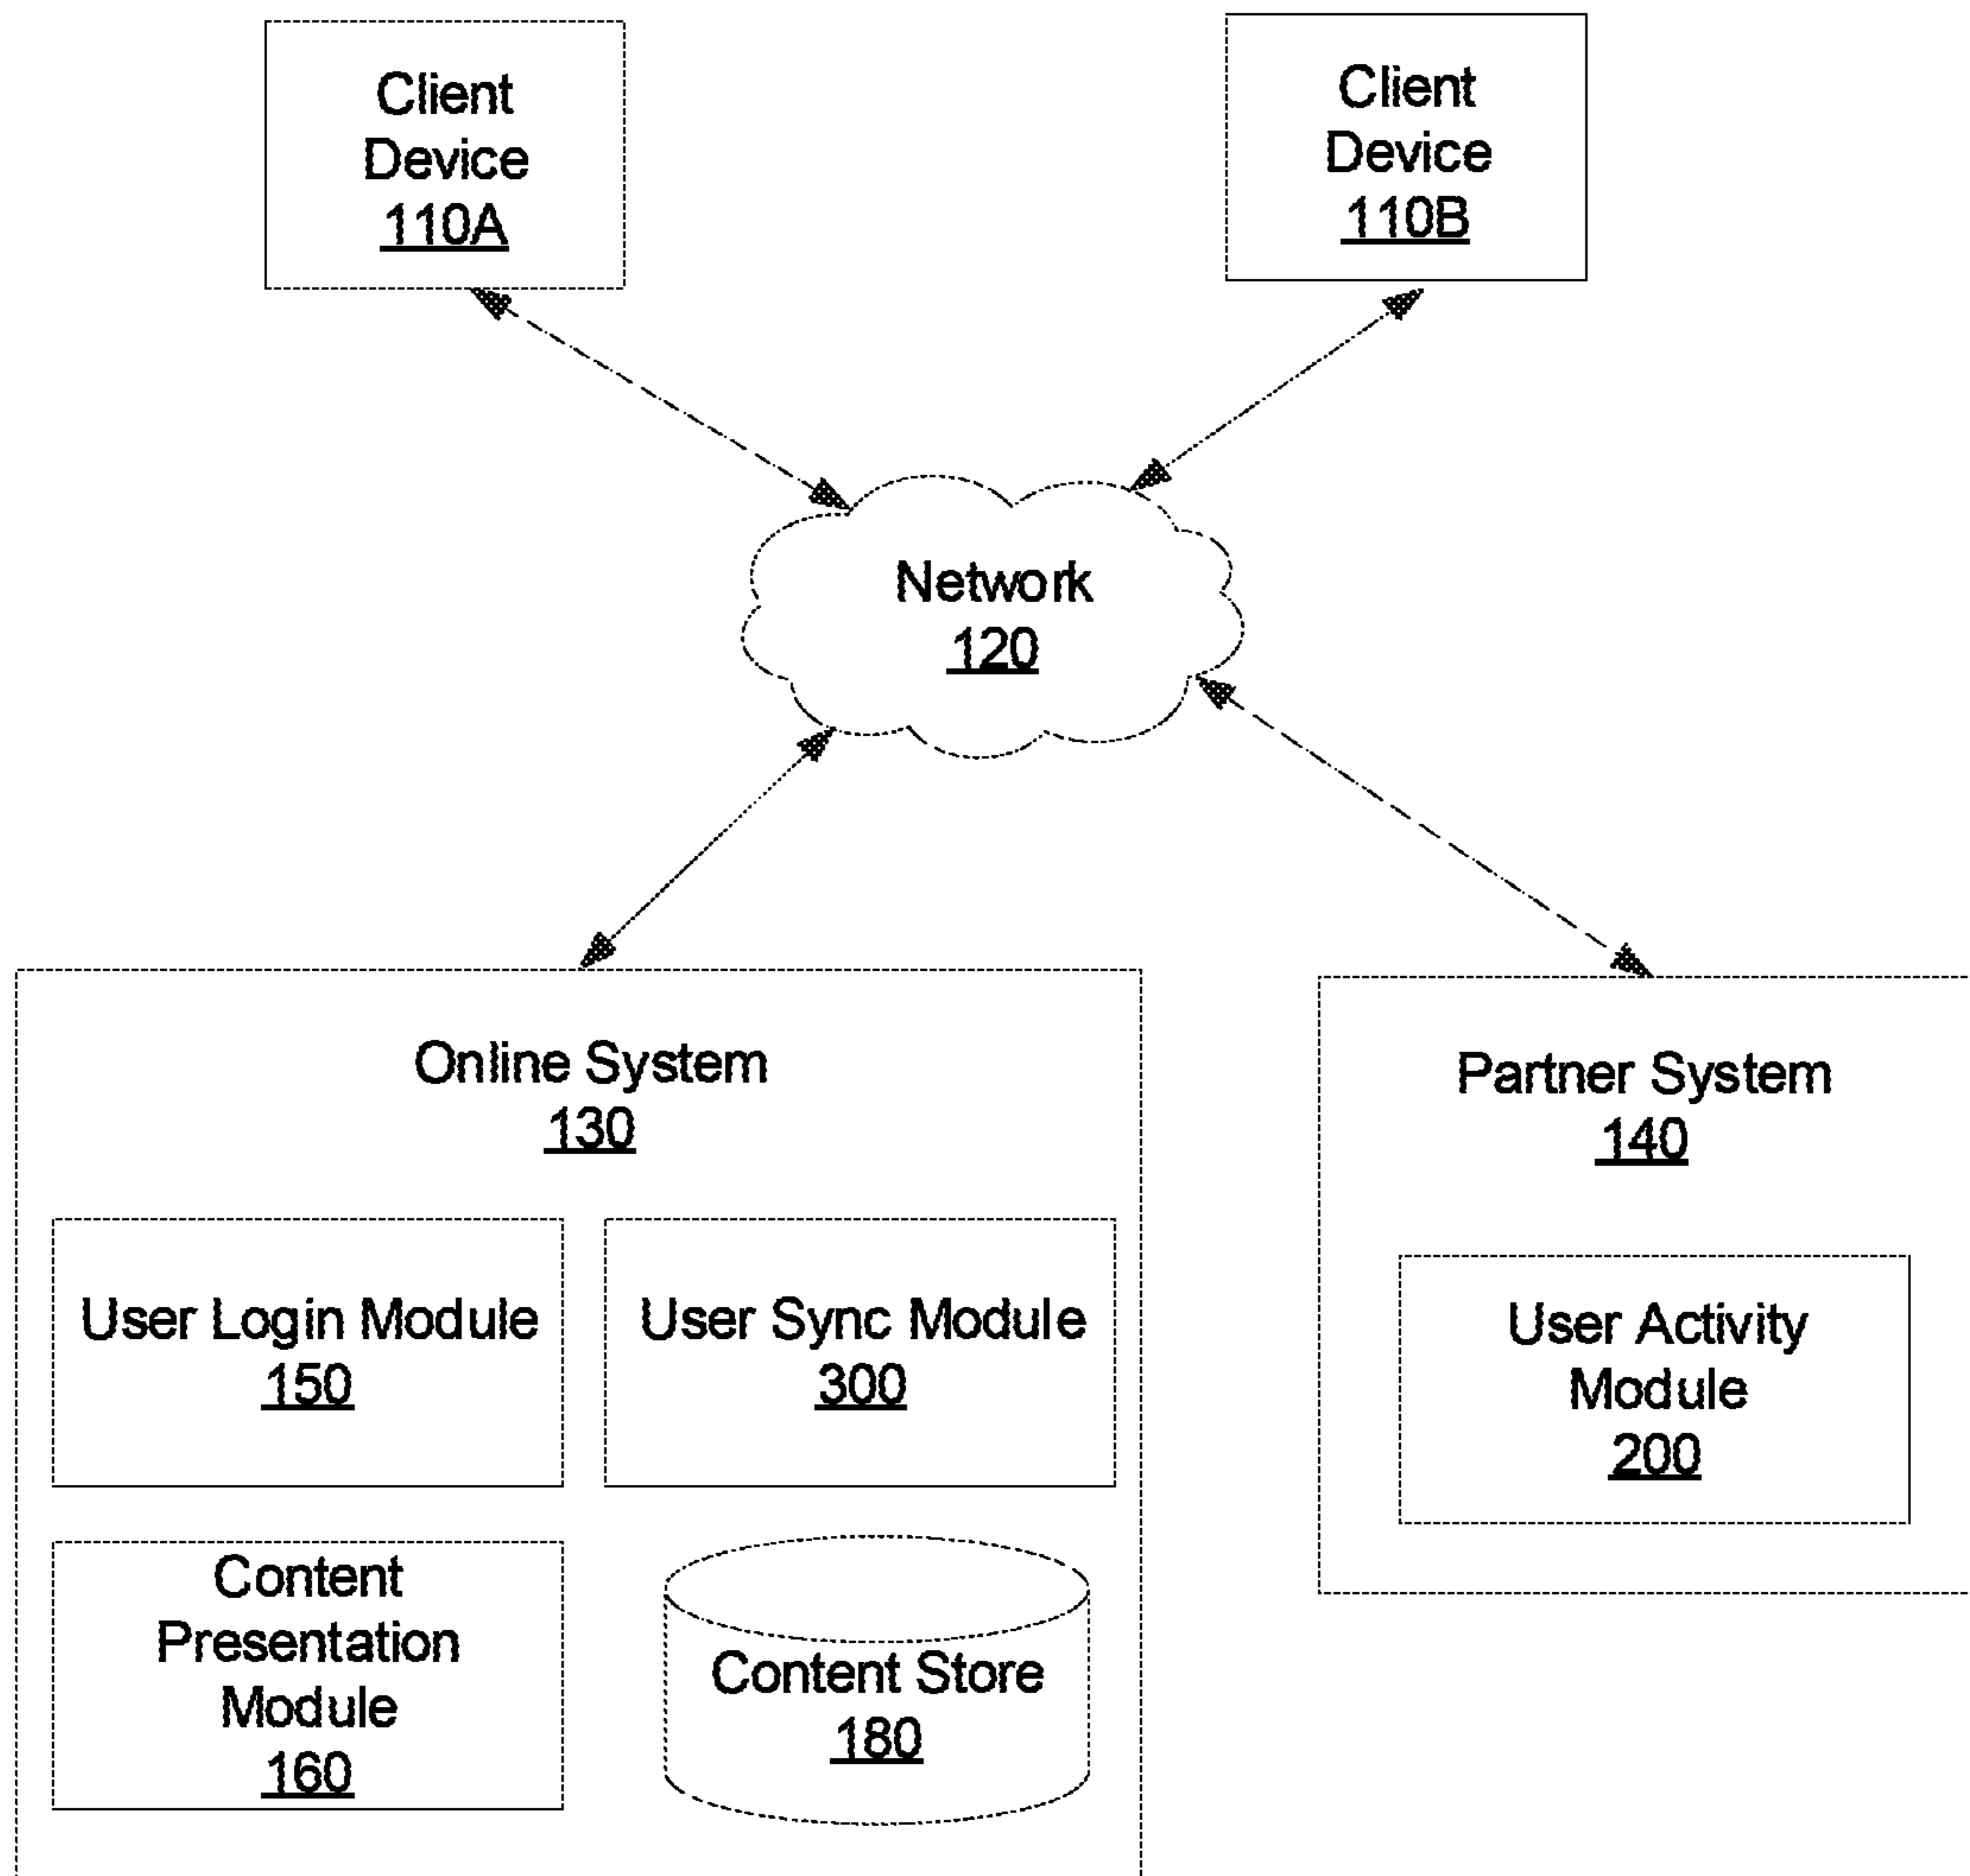 Client
Device
110A
Client
Device
110B
Network
120
Online System
130
User Login Module
150
User Sync Module
300
Content
Presentation
Module
160
Content Store
180
Partner System
140
User Activity
Module
200